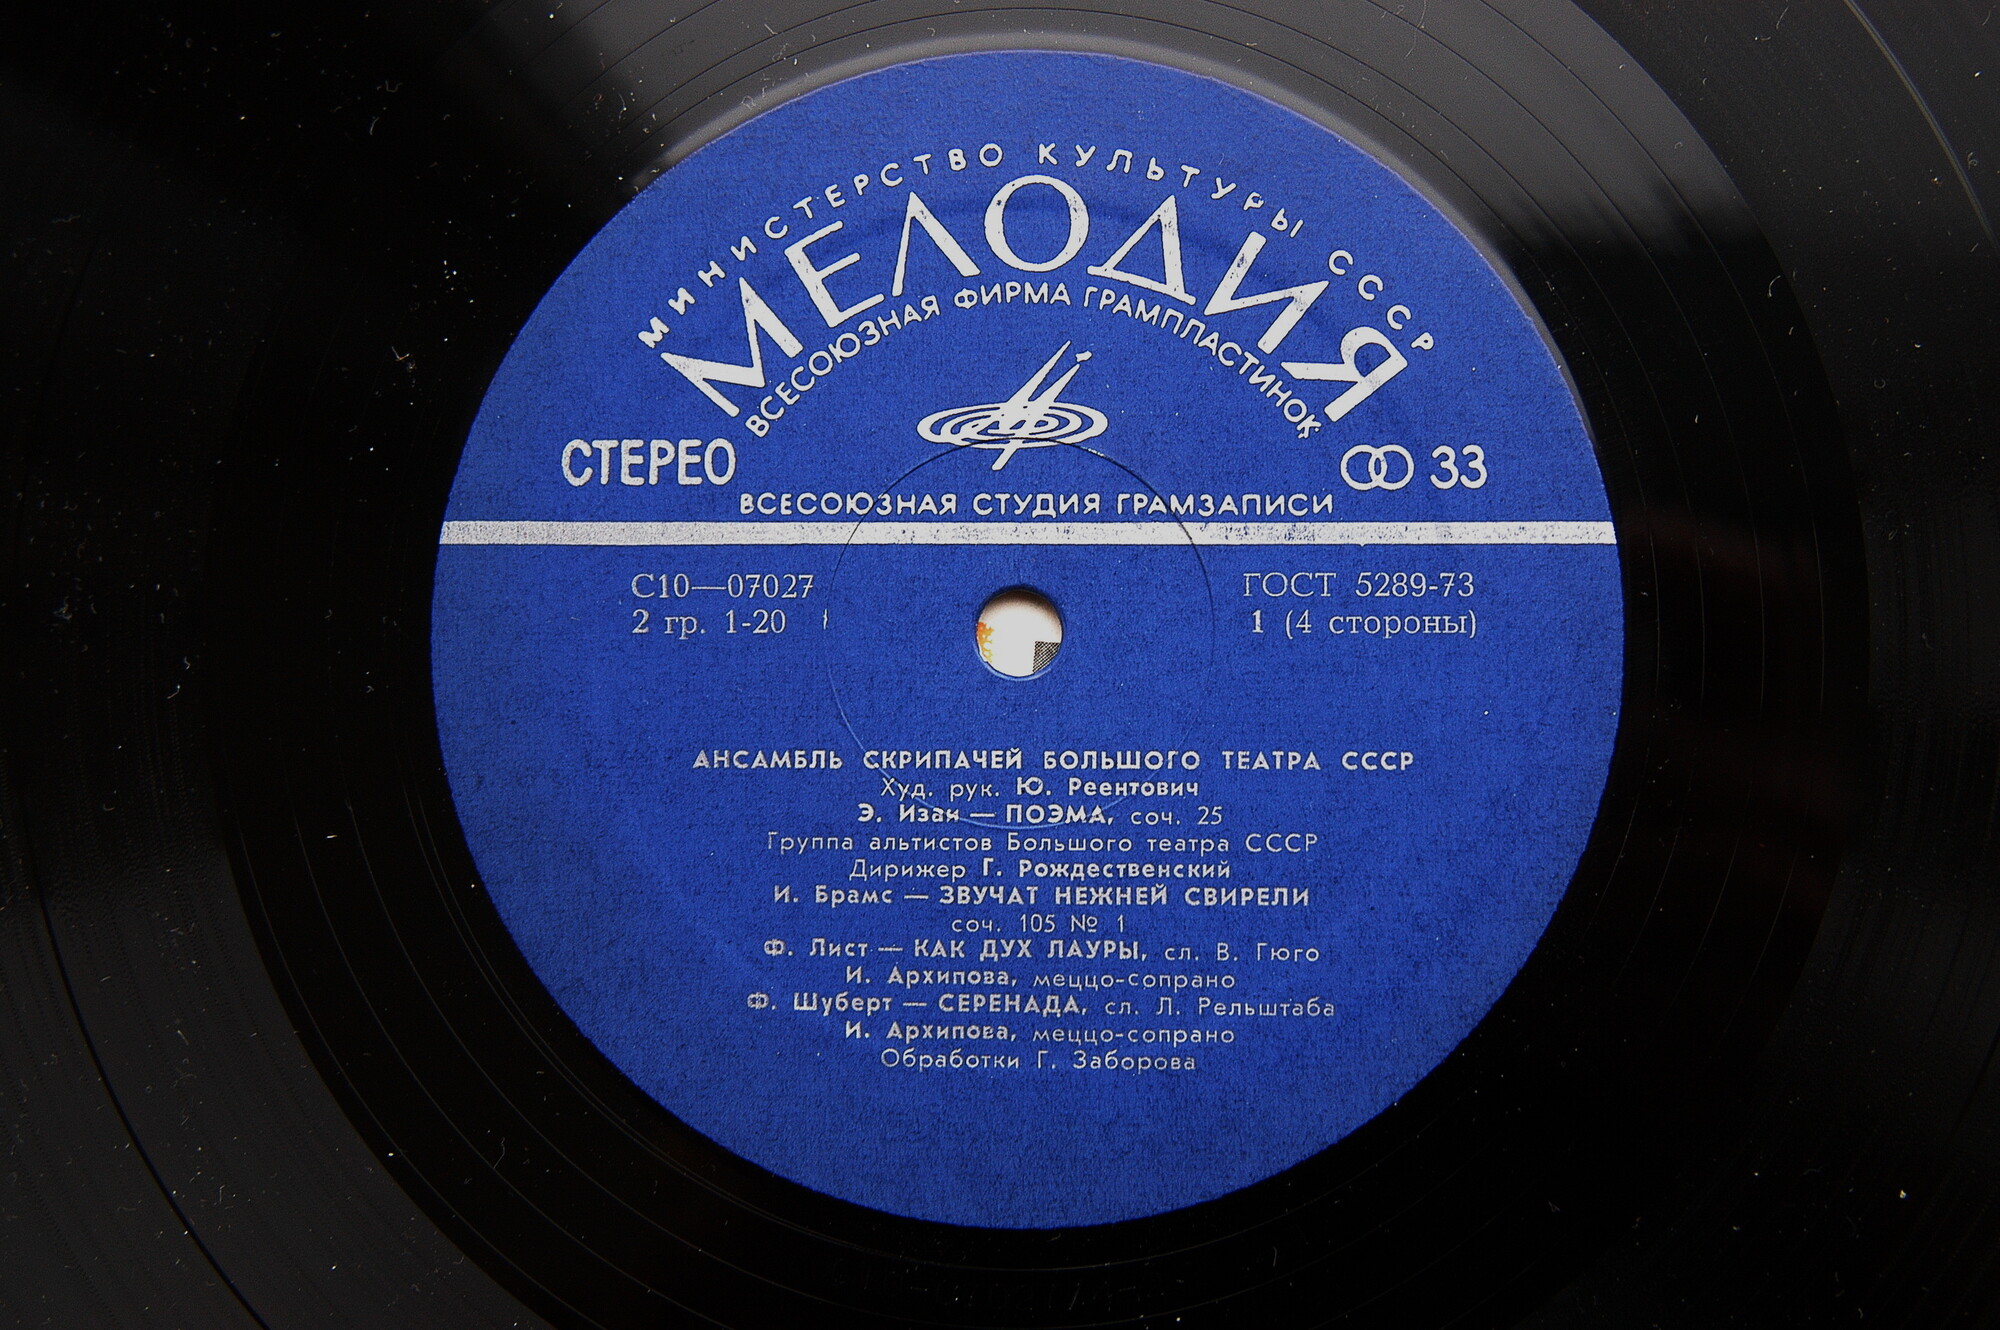 МИНИСТЕРСТВО КУЛЬТУРЫ СССР
МЕЛОДИЯ
ВСЕСОЮЗНАЯ ФИРМА ГРАМПЛАСТИНОК
СТЕРЕО
33
ВСЕСОЮЗНАЯ СТУДИЯ ГРАМЗАПИСИ
С10—07027
ГОСТ 5289-73
2 гр. 1-20
1 (4 стороны)
АНСАМБЛЬ СКРИПАЧЕЙ БОЛЬШОГО ТЕАТРА СССР
Худ. рук. Ю. Реентович
Э. Изаи — ПОЭМА, соч. 25
Группа альтистов Большого театра СССР
Дирижер Г. Рождественский
И. Брамс — ЗВУЧАТ НЕЖНЕЙ СВИРЕЛИ
соч. 105 № 1
Ф. Лист — КАК ДУХ ЛАУРЫ, сл. В. Гюго
И. Архипова, меццо-сопрано
Ф. Шуберт — СЕРЕНАДА, сл. Л. Рельштаба
И. Архипова, меццо-сопрано
Обработки Г. Заборова